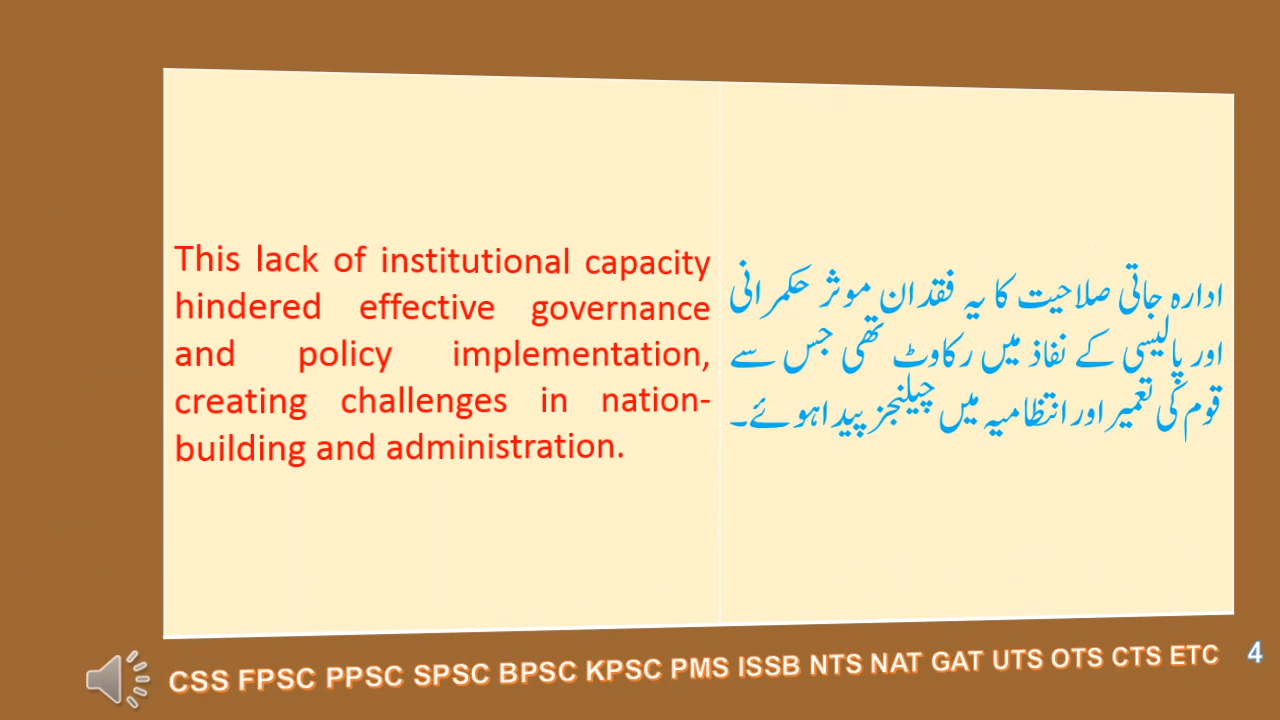 This lack of institutional capacity
hindered effective governance
and policy implementation,
creating challenges in nation-
building and administration.
ادارہ جاتی صلاحیت کا یہ فقدان موثر حکمرانی
اور پالیسی کے نفاذ میں رکاوٹ تھی جس سے
قوم کی تعمیر اور انتظامیہ میں چیلنجز پیدا ہوئے۔
CSS FPSC PPSC SPSC BPSC KPSC PMS ISSB NTS NAT GAT UTS OTS CTS ETC 4